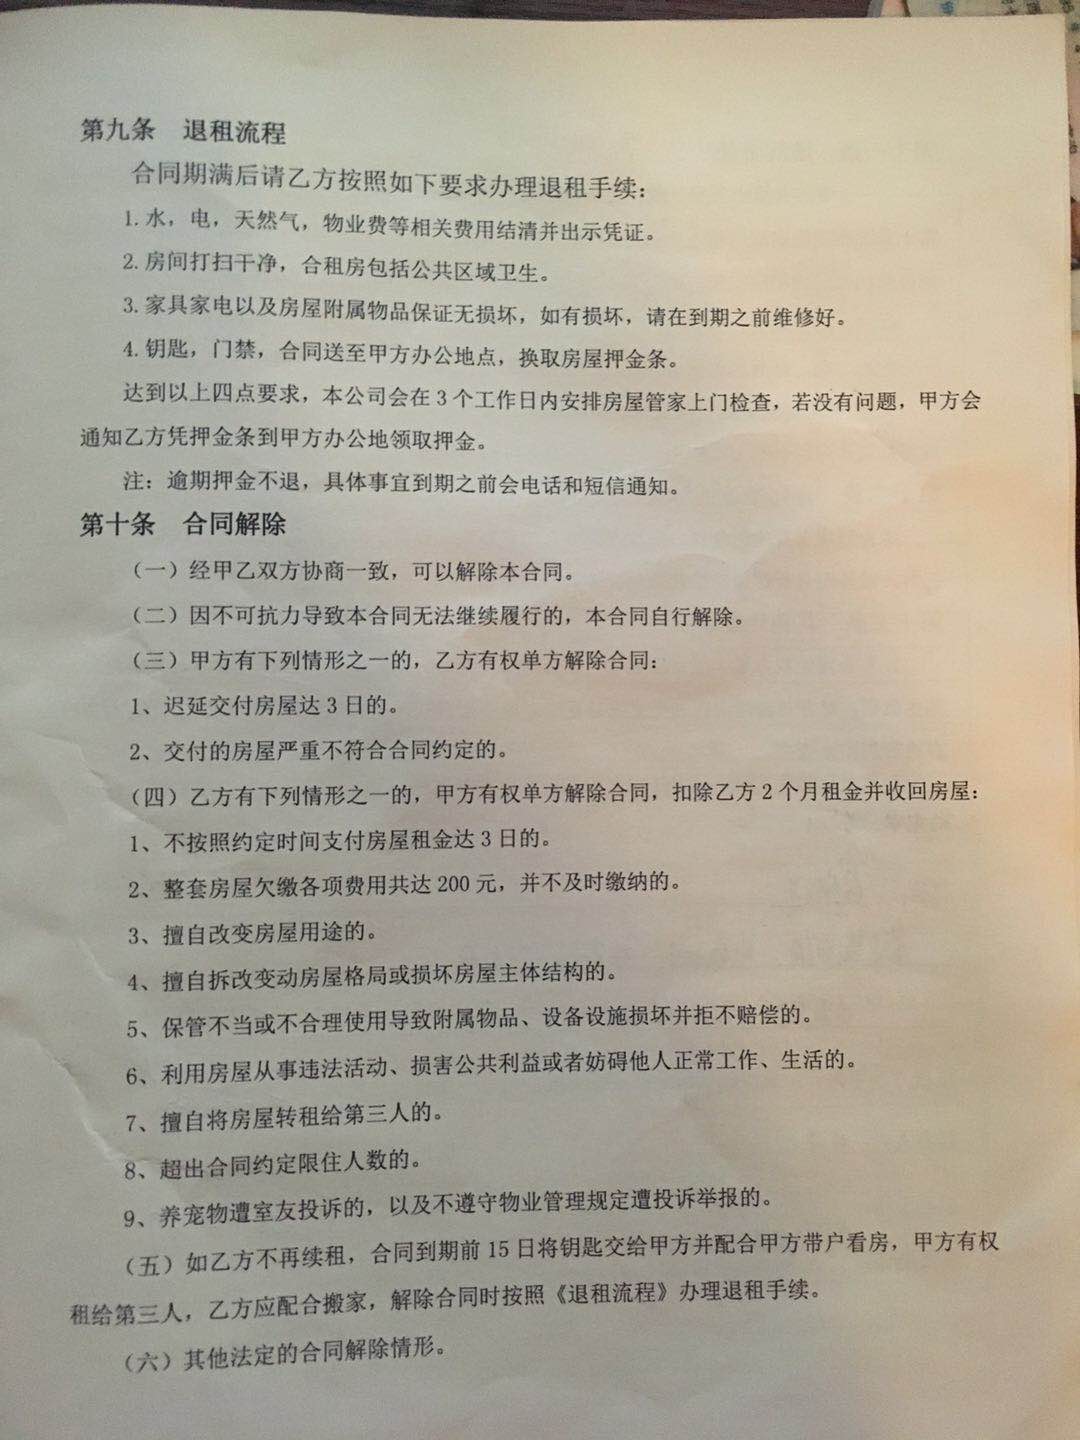 第九条 退租流程
合同期满后请乙方按照如下要求办理退租手续：
1.水，电，天然气，物业费等相关费用结清并出示凭证。
2.房间打扫干净，合租房包括公共区域卫生。
3.家具家电以及房屋附属物品保证无损坏，如有损坏，请在到期之前维修好。
4.钥匙，门禁，合同送至甲方办公地点，换取房屋押金条。
达到以上四点要求，本公司会在3个工作日内安排房屋管家上门检查，若没有问题，甲方会
通知乙方凭押金条到甲方办公地领取押金。
注：逾期押金不退，具体事宜到期之前会电话和短信通知。
第十条 合同解除
（一）经甲乙双方协商一致，可以解除本合同。
（二）因不可抗力导致本合同无法继续履行的，本合同自行解除。
（三）甲方有下列情形之一的，乙方有权单方解除合同：
1、迟延交付房屋达3日的。
2、交付的房屋严重不符合合同约定的。
（四）乙方有下列情形之一的，甲方有权单方解除合同，扣除乙方2个月租金并收回房屋：
1、不按照约定时间支付房屋租金达3日的。
2、整套房屋欠缴各项费用共达200元，并不及时缴纳的。
3、擅自改变房屋用途的。
4、擅自拆改变动房屋格局或损坏房屋主体结构的。
5、保管不当或不合理使用导致附属物品、设备设施损坏并拒不赔偿的。
6、利用房屋从事违法活动、损害公共利益或者妨碍他人正常工作、生活的。
7、擅自将房屋转租给第三人的。
8、超出合同约定限住人数的。
9、养宠物遭室友投诉的，以及不遵守物业管理规定遭投诉举报的。
（五）如乙方不再续租，合同到期前15日将钥匙交给甲方并配合甲方带户看房，甲方有权
租给第三人，乙方应配合搬家，解除合同时按照《退租流程》办理退租手续。
（六）其他法定的合同解除情形。